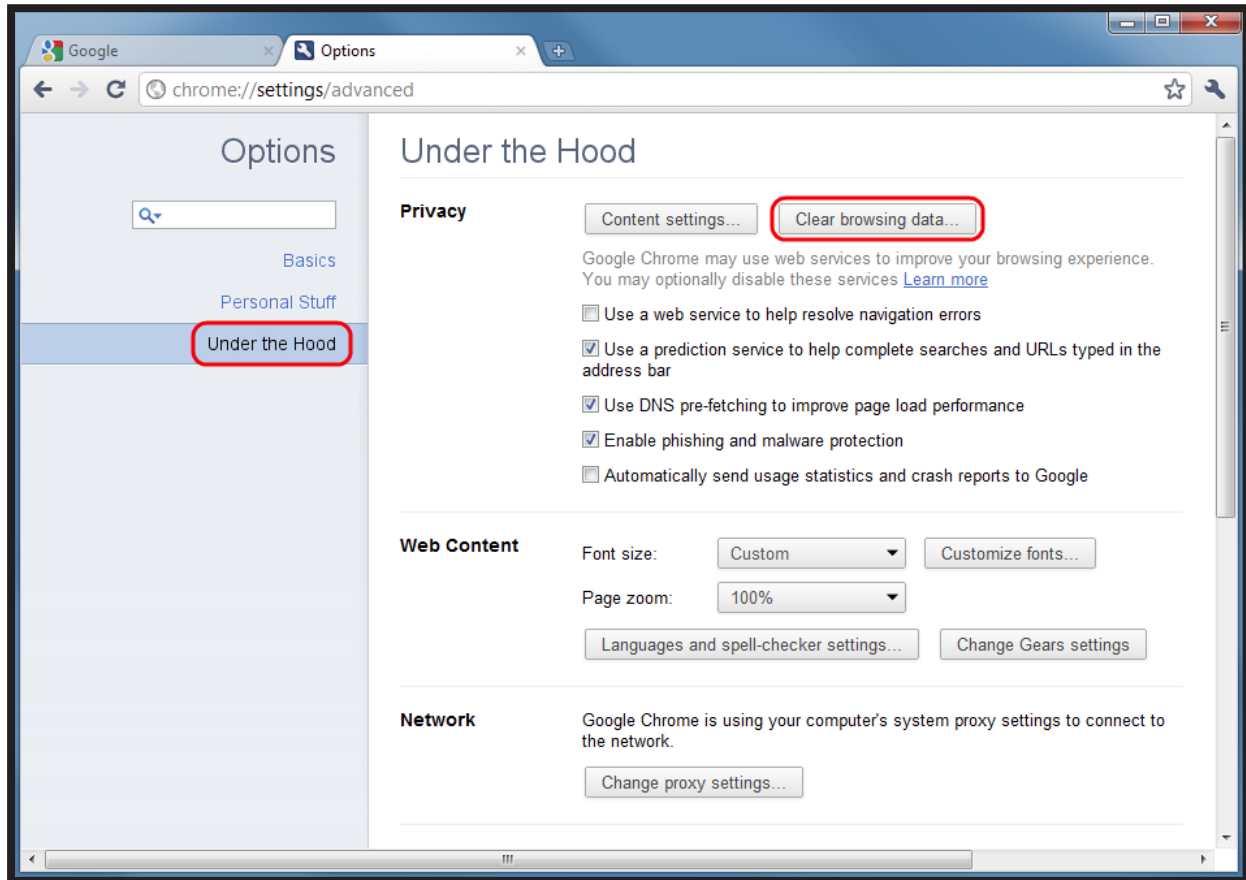 Google
Options
chrome://settings/advanced
Options
Under the Hood
Basics
Personal Stuff
Under the Hood
Privacy
Content settings...
Clear browsing data...
Google Chrome may use web services to improve your browsing experience.
You may optionally disable these services Learn more
Use a web service to help resolve navigation errors
Use a prediction service to help complete searches and URLs typed in the
address bar
Use DNS pre-fetching to improve page load performance
Enable phishing and malware protection
Automatically send usage statistics and crash reports to Google
Web Content
Font size:
Custom
Customize fonts...
Page zoom:
100%
Languages and spell-checker settings...
Change Gears settings
Network
Google Chrome is using your computer's system proxy settings to connect to
the network.
Change proxy settings...